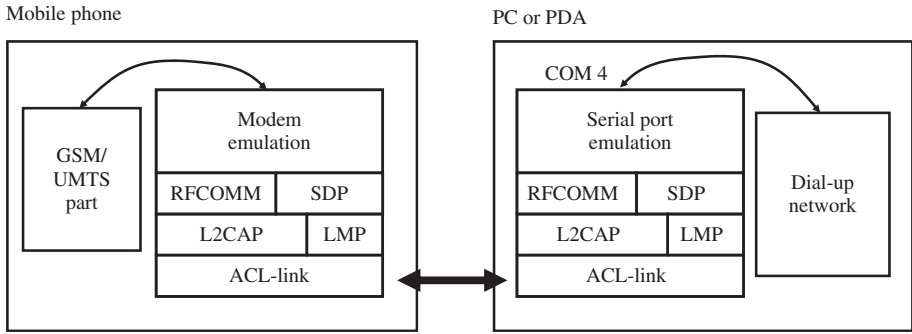 Mobile phone
GSM/
UMTS
part
Modem
emulation
RFCOMM
SDP
L2CAP
LMP
ACL-link
PC or PDA
COM 4
Serial port
emulation
RFCOMM
SDP
L2CAP
LMP
ACL-link
Dial-up
network